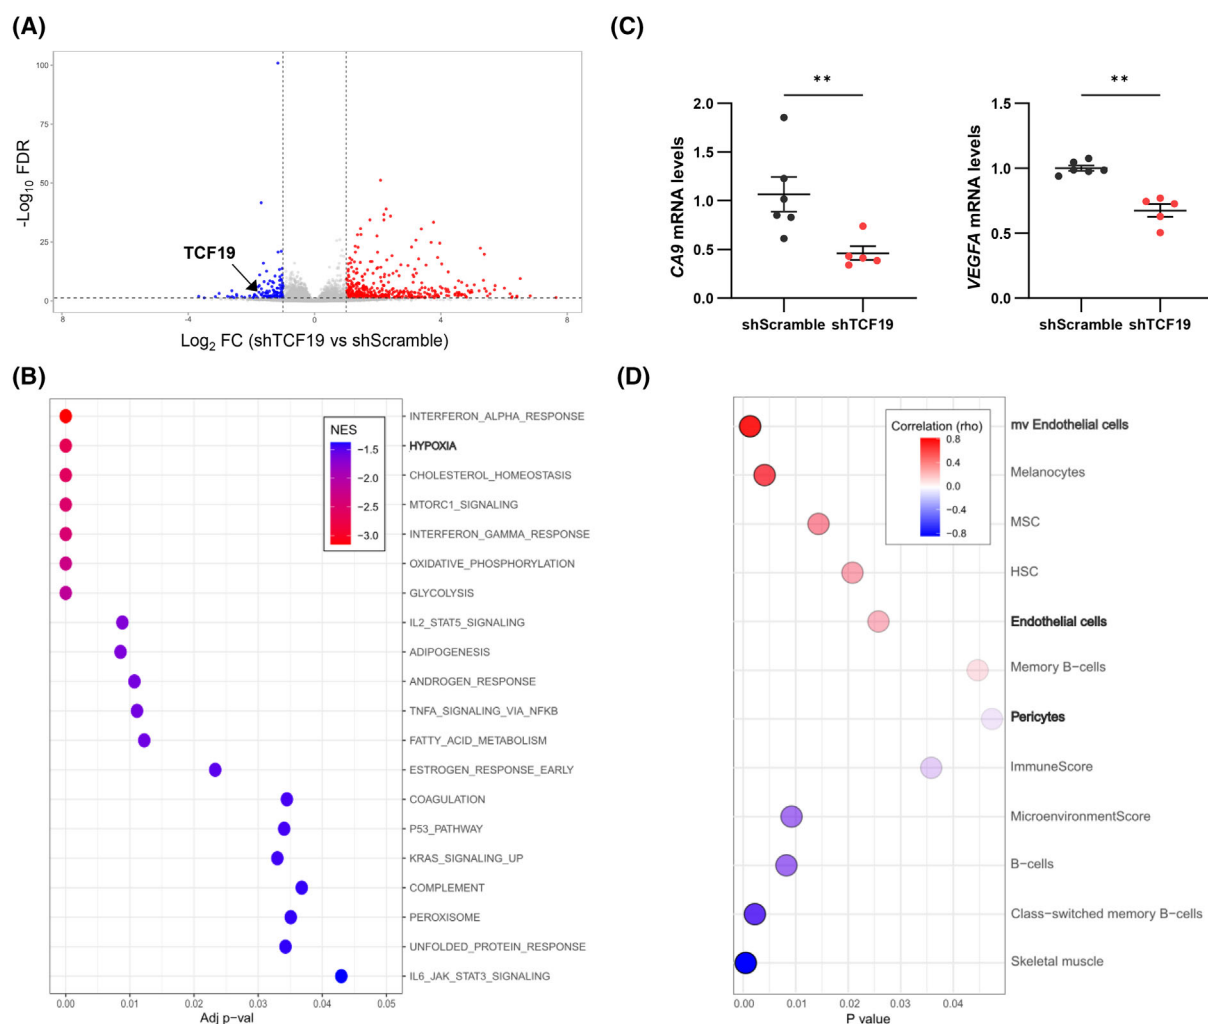 (A)
-Log10 FDR
100
75
50
25
0
TCF19
8
-4
0
4
8
Log2 FC (shTCF19 vs shScramble)
(C)
**
CA9 mRNA levels
2.0
1.5
1.0
0.5
0.0
shScramble shTCF19
**
VEGFA mRNA levels
1.5
1.0
0.5
0.0
shScramble shTCF19
(B)
INTERFERON_ALPHA_RESPONSE
HYPOXIA
CHOLESTEROL_HOMEOSTASIS
MTORC1_SIGNALING
INTERFERON_GAMMA_RESPONSE
OXIDATIVE_PHOSPHORYLATION
GLYCOLYSIS
IL2_STAT5_SIGNALING
ADIPOGENESIS
ANDROGEN_RESPONSE
TNFA_SIGNALING_VIA_NFKB
FATTY_ACID_METABOLISM
ESTROGEN_RESPONSE_EARLY
COAGULATION
P53_PATHWAY
KRAS_SIGNALING_UP
COMPLEMENT
PEROXISOME
UNFOLDED_PROTEIN_RESPONSE
IL6_JAK_STAT3_SIGNALING
NES
−1.5
−2.0
−2.5
−3.0
0.00
0.01
0.02
0.03
0.04
0.05
Adj p-val
(D)
Correlation (rho)
0.8
0.4
0.0
−0.4
−0.8
mv Endothelial cells
Melanocytes
MSC
HSC
Endothelial cells
Memory B−cells
Pericytes
ImmuneScore
MicroenvironmentScore
B−cells
Class−switched memory B−cells
Skeletal muscle
0.00
0.01
0.02
0.03
0.04
P value